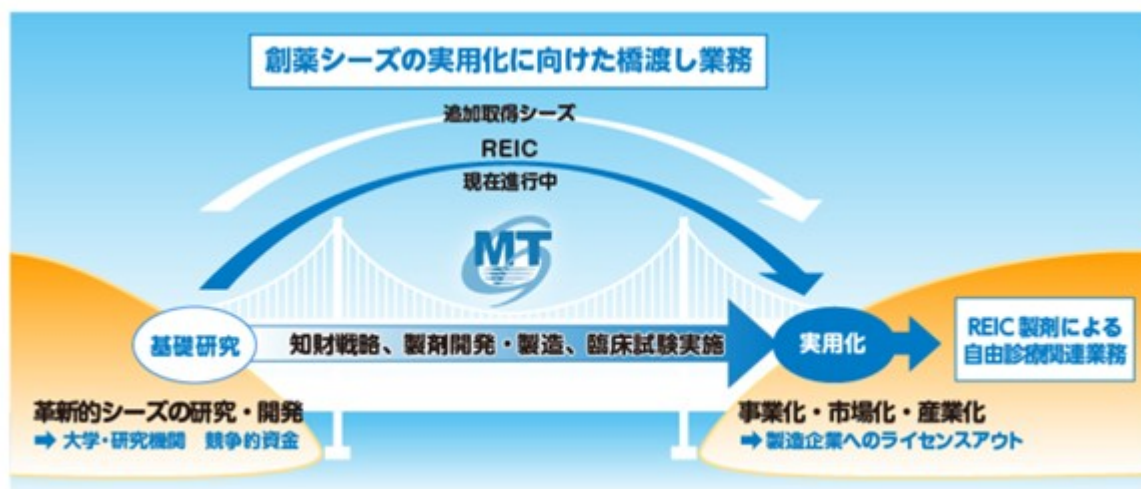 創薬シーズの実用化に向けた橋渡し業務
追加取得シーズ
REIC
現在進行中
MT
基礎研究
知財戦略、製剤開発・製造、臨床試験実施
実用化
REIC 製剤による
自由診療関連業務
革新的シーズの研究・開発
➡ 大学・研究機関 競争的資金
事業化・市場化・産業化
➡ 製造企業へのライセンスアウト